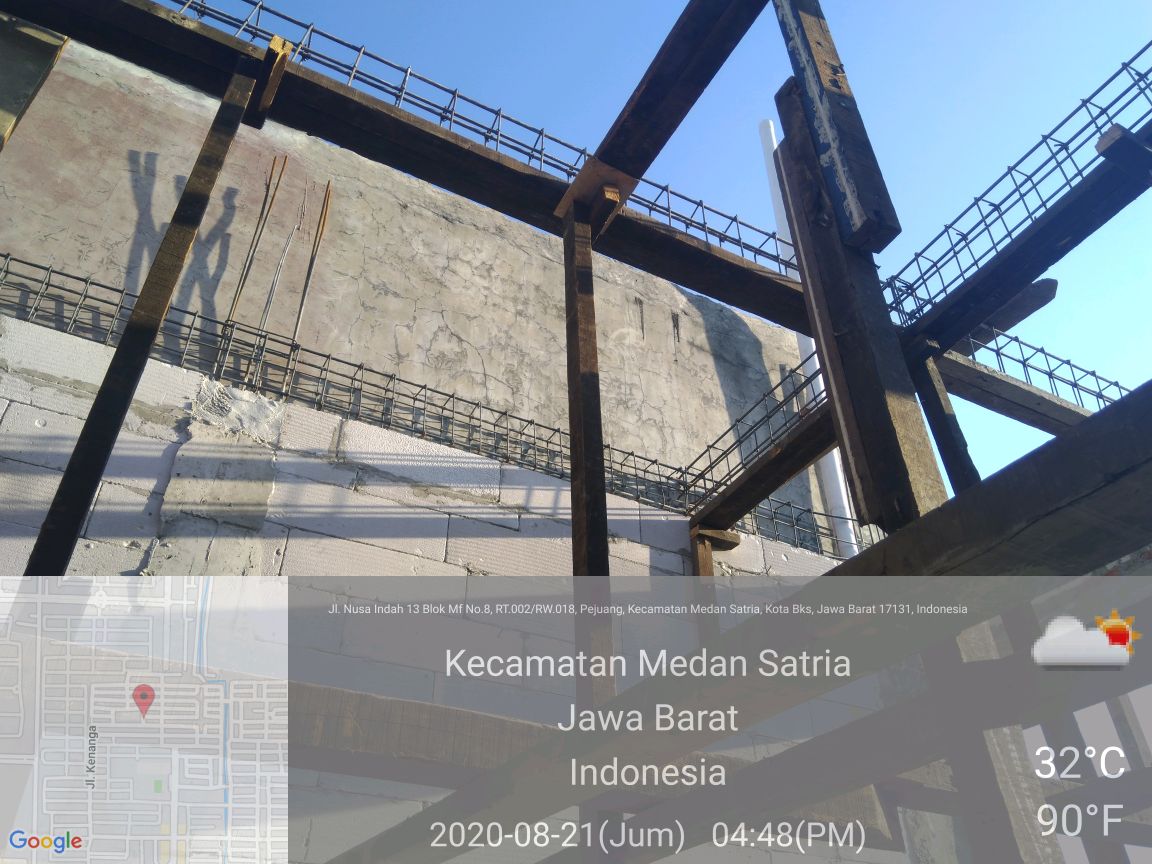 Jl. Nusa Indah 13 Blok Mf No.8, RT.002/RW.018, Pejuang, Kecamatan Medan Satria, Kota Bks, Jawa Barat 17131, Indonesia
Kecamatan Medan Satria
Jawa Barat
Indonesia
2020-08-21(Jum) 04:48(PM)
32°C
90°F
Jl. Kenanga
Google